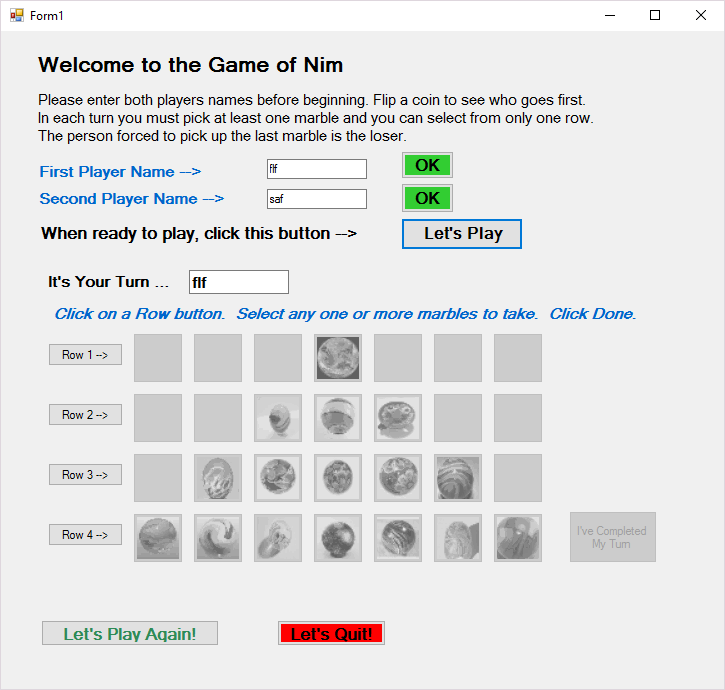 Form1
Welcome to the Game of Nim
Please enter both players names before beginning. Flip a coin to see who goes first.
In each turn you must pick at least one marble and you can select from only one row.
The person forced to pick up the last marble is the loser.
First Player Name --> flf OK
Second Player Name --> saf OK
When ready to play, click this button --> Let's Play
It's Your Turn ... flf
Click on a Row button. Select any one or more marbles to take. Click Done.
Row 1 -->
Row 2 -->
Row 3 -->
Row 4 -->
I've Completed
My Turn
Let's Play Again! Let's Quit!